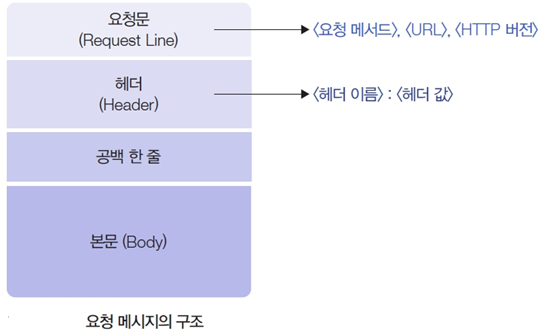 요청문
(Request Line)
〈요청 메서드〉, 〈URL〉, 〈HTTP 버전〉
헤더
(Header)
〈헤더 이름〉 : 〈헤더 값〉
공백 한 줄
본문 (Body)
요청 메시지의 구조